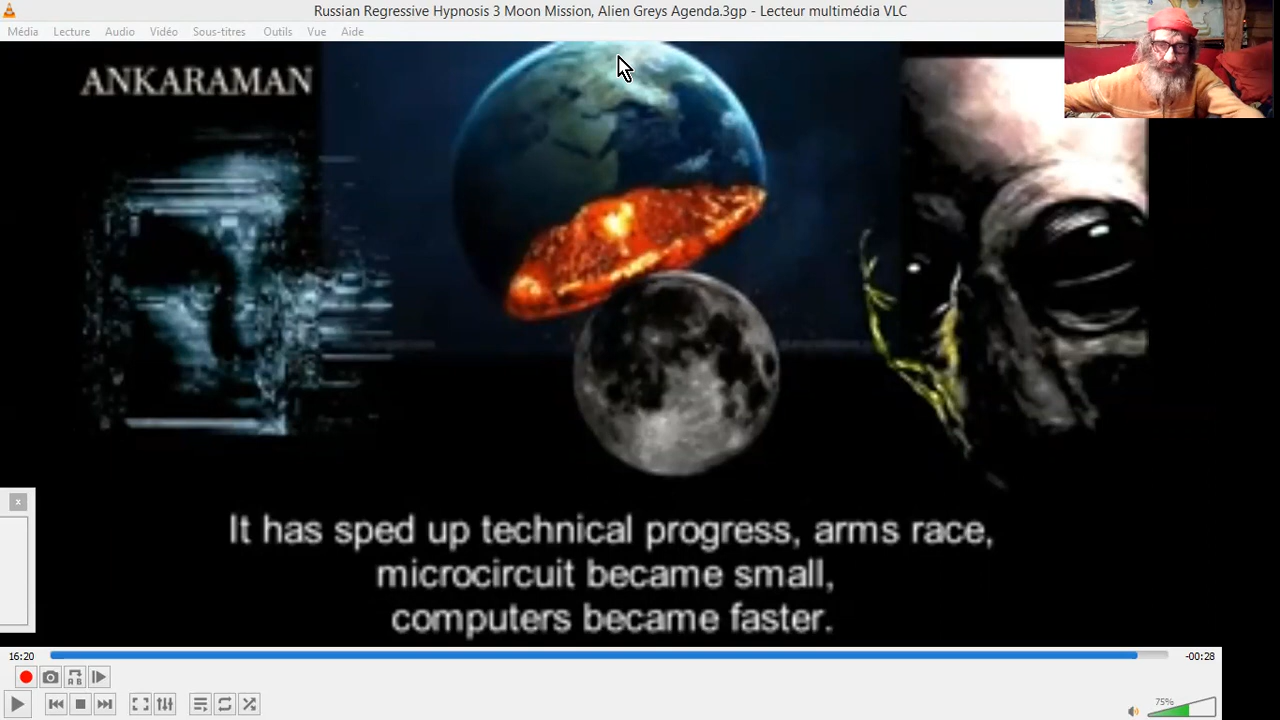 Russian Regressive Hypnosis 3 Moon Mission, Alien Greys Agenda.3gp - Lecteur multimédia VLC
Média Lecture Audio Vidéo Sous-titres Outils Vue Aide
ANKARAMAN
It has sped up technical progress, arms race,
microcircuit became small,
computers became faster.
16:20 -00:28
75%